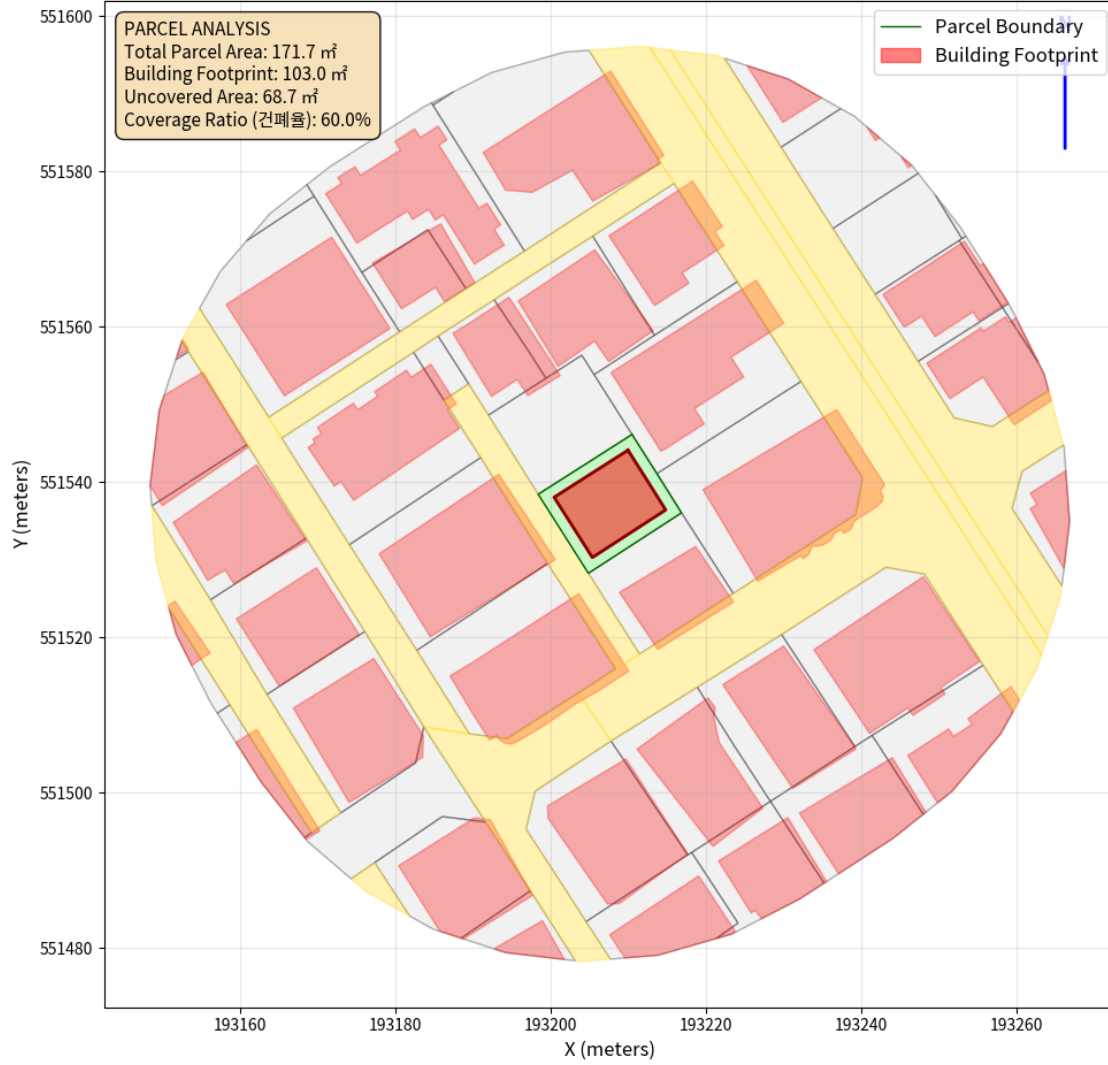 551600
551580
551560
551540
551520
551500
551480
Y (meters)
PARCEL ANALYSIS
Total Parcel Area: 171.7 ㎡
Building Footprint: 103.0 ㎡
Uncovered Area: 68.7 ㎡
Coverage Ratio (건폐율): 60.0%
N
Parcel Boundary
Building Footprint
193160
193180
193200
193220
193240
193260
X (meters)